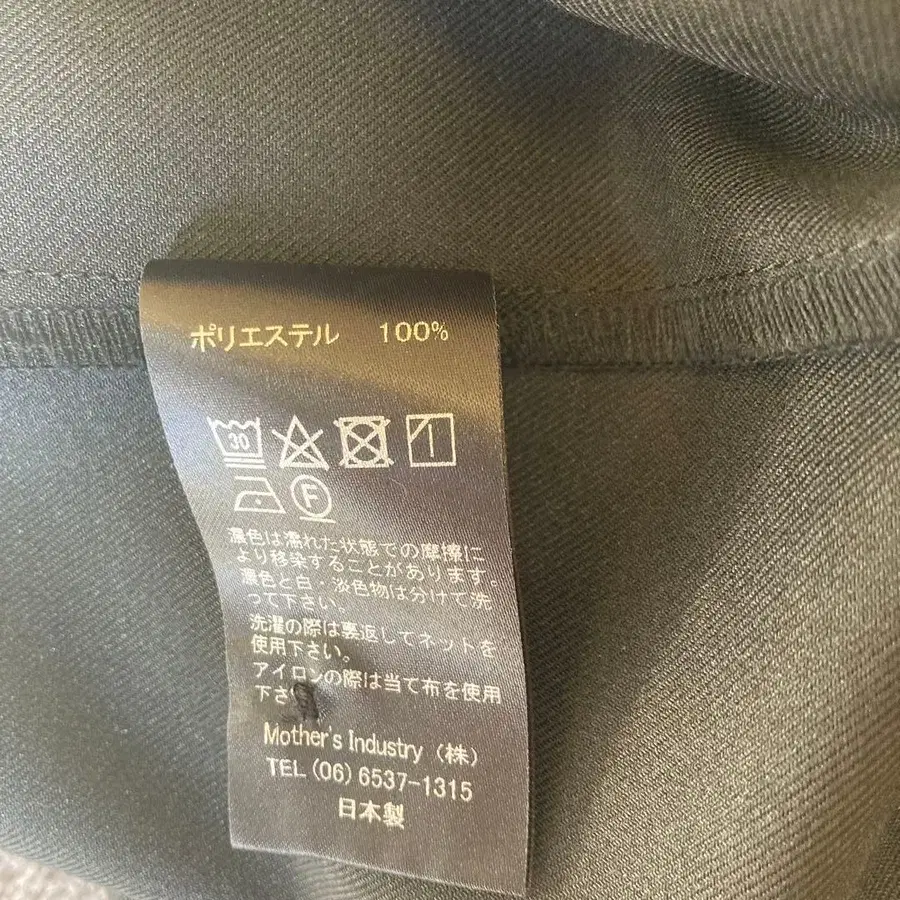 ポリエステル 100%
30
F
濃色は濡れた状態での摩擦に
より移染することがあります。
濃色と白・淡色物は分けて洗
って下さい。
洗濯の際は裏返してネットを
使用下さい。
アイロンの際は当て布を使用
下さ
Mother's Industry (株)
TEL (06) 6537-1315
日本製